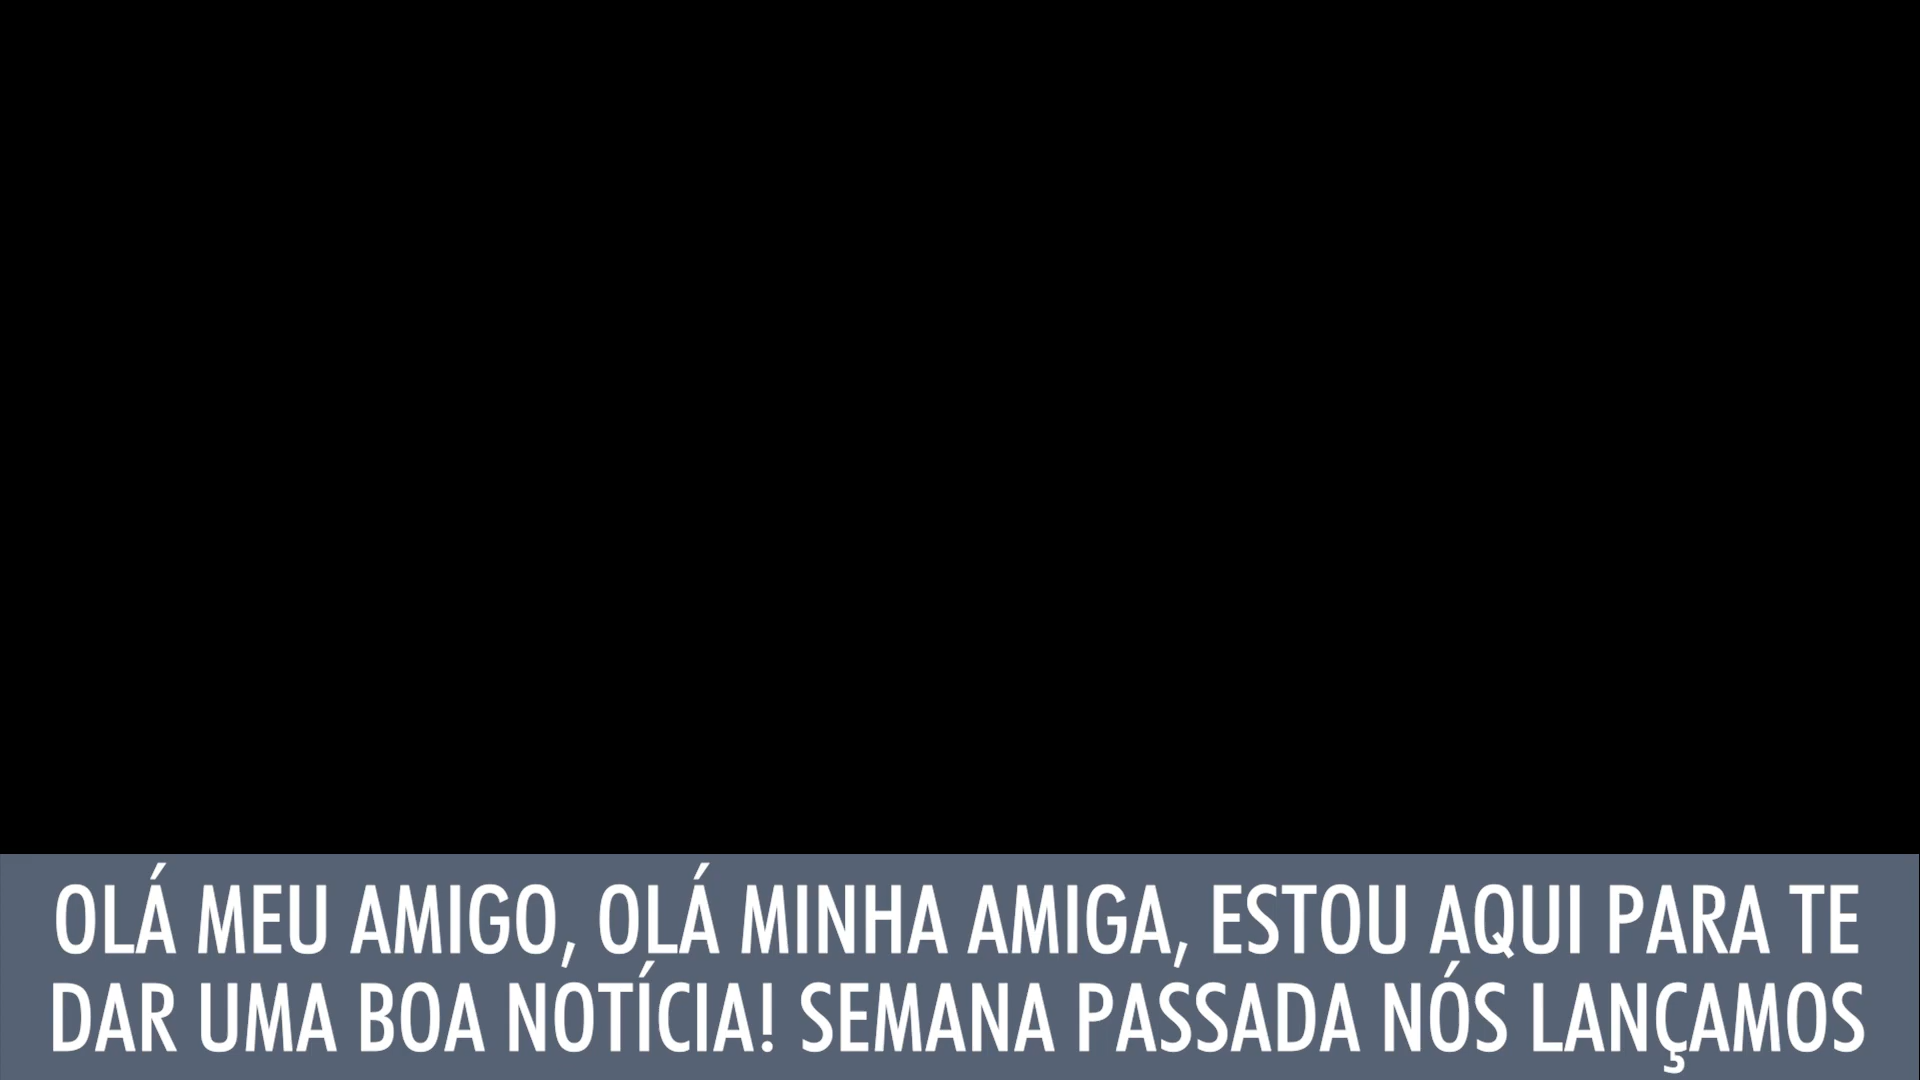 OLÁ MEU AMIGO, OLÁ MINHA AMIGA, ESTOU AQUI PARA TE
DAR UMA BOA NOTÍCIA! SEMANA PASSADA NÓS LANÇAMOS